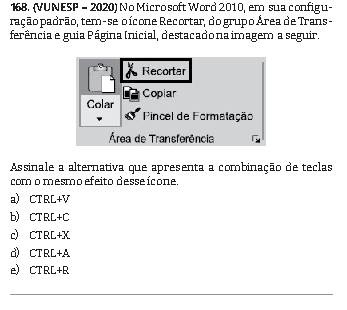 168. (VUNESP – 2020) No Microsoft Word 2010, em sua configu-
ração padrão, tem-se o ícone Recortar, do grupo Área de Trans-
ferência e guia Página Inicial, destacado na imagem a seguir.
Recortar
Copiar
Colar
Pincel de Formatação
Área de Transferência
Assinale a alternativa que apresenta a combinação de teclas
com o mesmo efeito desse ícone.
a) CTRL+V
b) CTRL+C
c) CTRL+X
d) CTRL+A
e) CTRL+R